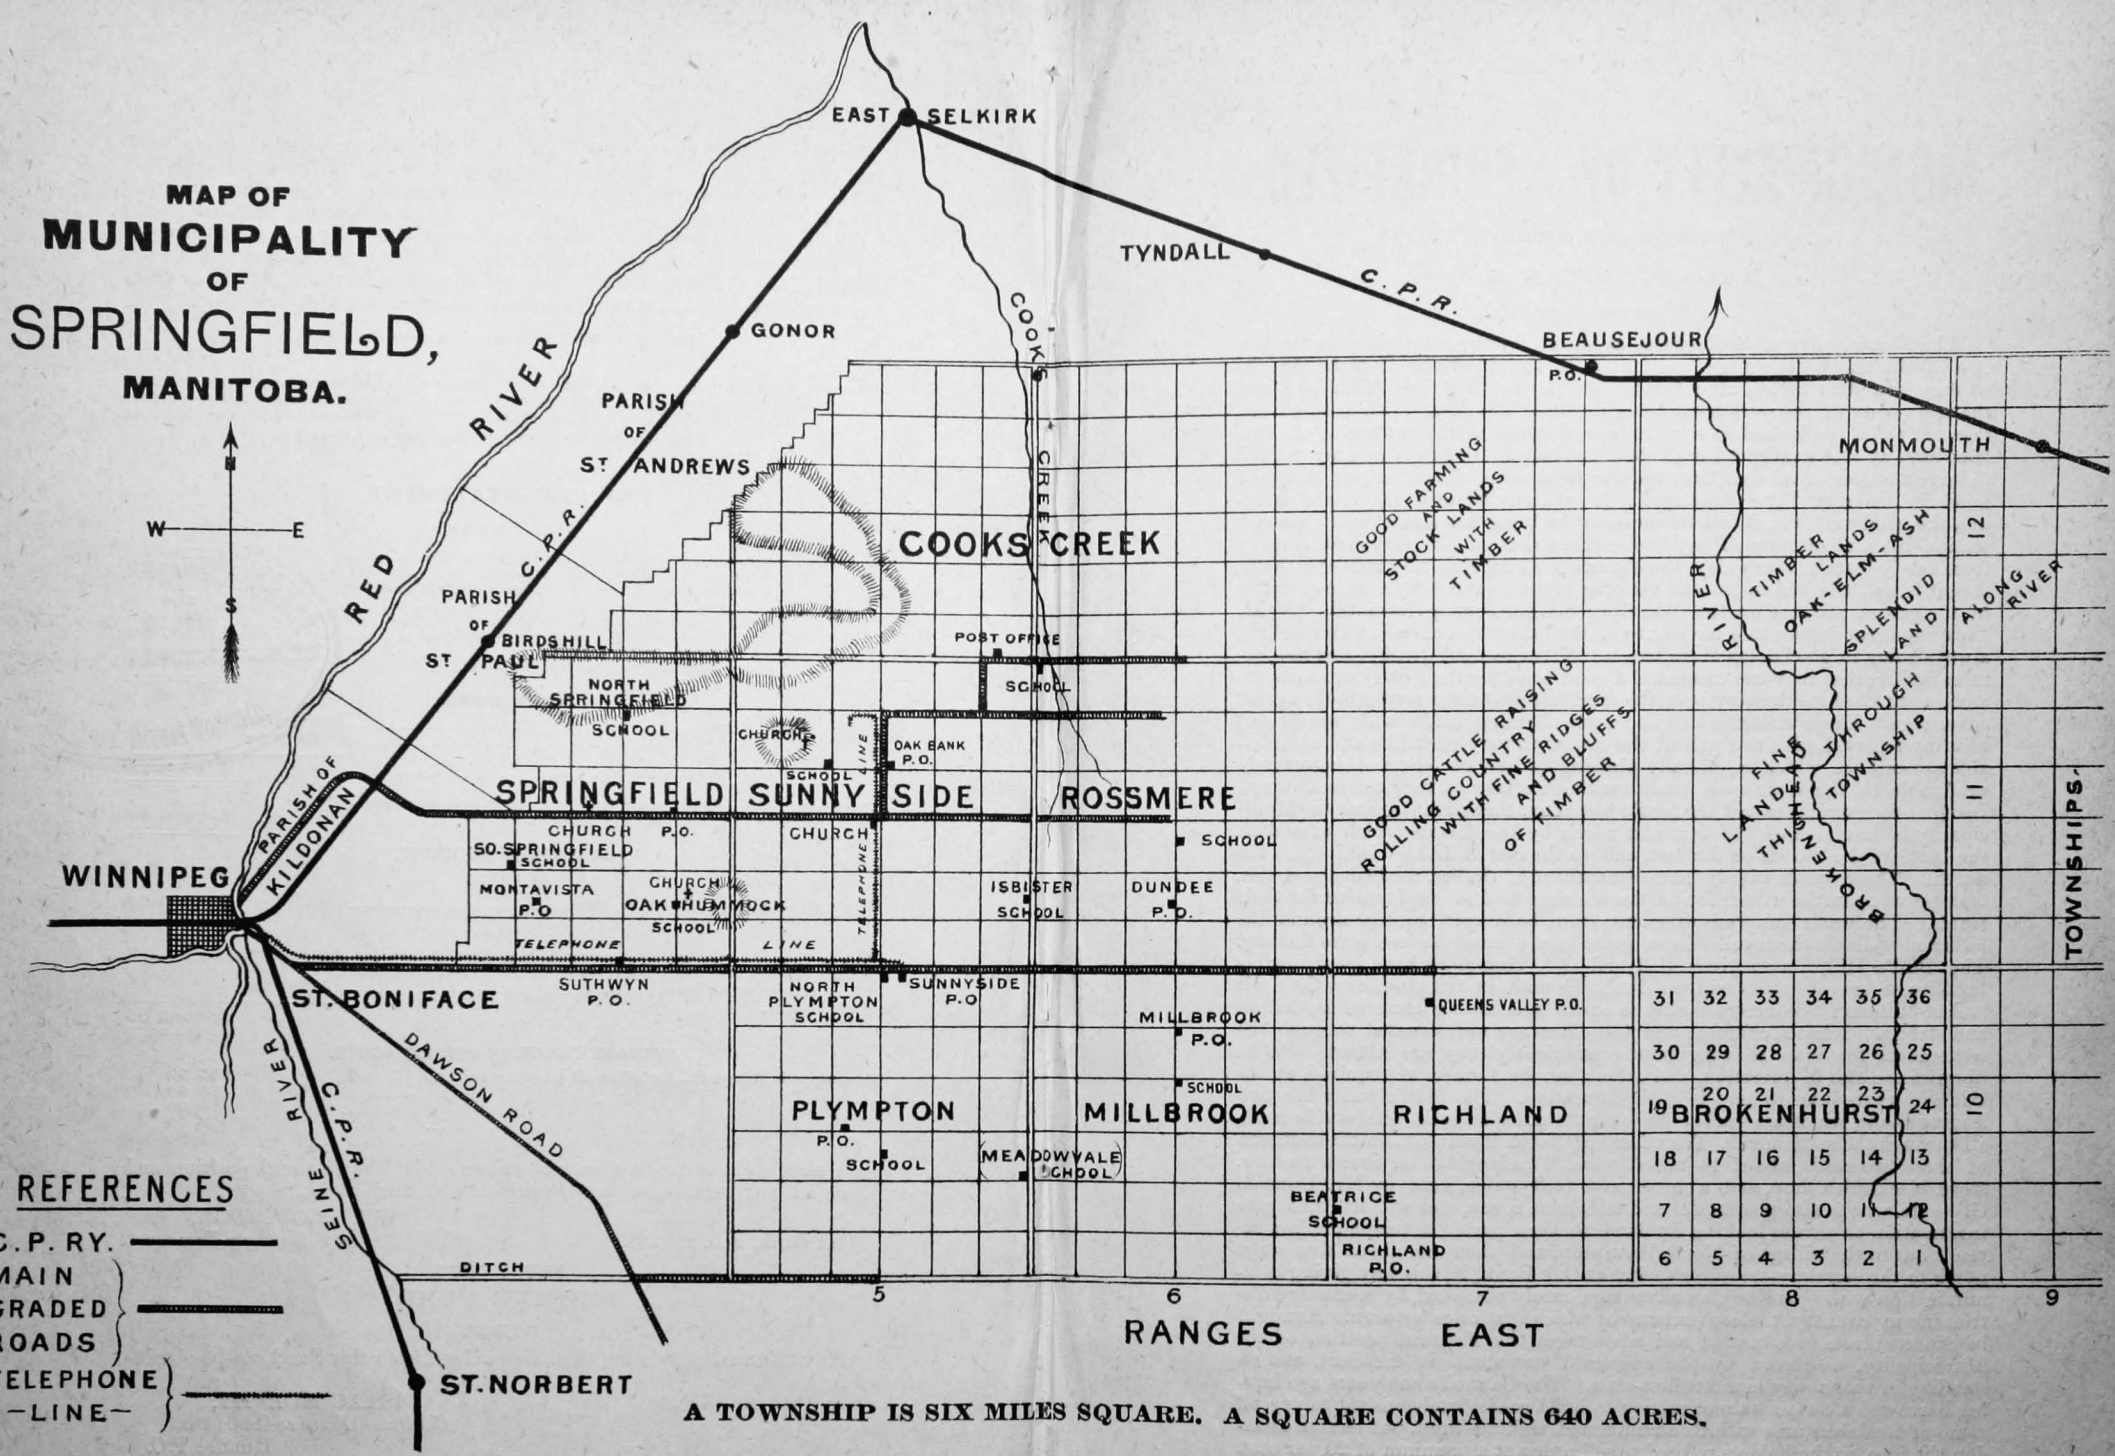 MAP OF
MUNICIPALITY
OF
SPRINGFIELD,
MANITOBA.
N
W E
S
EAST SELKIRK
TYNDALL
C. P. R.
BEAUSEJOUR
P.O.
MONMOUTH
GONOR
RED RIVER
PARISH
OF
ST ANDREWS
C. P. R.
PARISH
OF
ST PAUL
BIRDSHILL
COOKS CREEK
COOKS CREEK
GOOD FARMING
AND
STOCK LANDS
WITH
TIMBER
TIMBER
LANDS
OAK-ELM-ASH
SPLENDID
LAND
ALONG
RIVER
12
POST OFFICE
SCHOOL
NORTH
SPRINGFIELD
SCHOOL
CHURCH
SCHOOL
LINE
OAK BANK
P.O.
GOOD CATTLE RAISING
ROLLING COUNTRY
WITH FINE RIDGES
AND BLUFFS
OF TIMBER
FINE
LAND THROUGH
THIS TOWNSHIP
BROKENHEAD
RIVER
11
TOWNSHIPS.
PARISH OF
KILDONAN
SPRINGFIELD SUNNY SIDE ROSSMERE
CHURCH P.O.
CHURCH
SCHOOL
SO. SPRINGFIELD
SCHOOL
MONTAVISTA
P.O
CHURCH
OAK HUMMOCK
SCHOOL
TELEPHONE
ISBISTER
SCHOOL
DUNDEE
P.O.
WINNIPEG
TELEPHONE LINE
SUTHWYN
P.O.
NORTH
PLYMPTON
SCHOOL
SUNNYSIDE
P.O
ST. BONIFACE
DAWSON ROAD
SEINE RIVER
C. P. R.
MILLBROOK
P.O.
SCHOOL
QUEENS VALLEY P.O.
31 32 33 34 35 36
30 29 28 27 26 25
19 20 21 22 23 24
BROKENHURST
18 17 16 15 14 13
7 8 9 10 11 12
6 5 4 3 2 1
10
PLYMPTON MILLBROOK RICHLAND
P.O.
SCHOOL
(MEADOWVALE
SCHOOL)
BEATRICE
SCHOOL
RICHLAND
P.O.
DITCH
5 6 7 8 9
RANGES EAST
REFERENCES
C. P. RY.
MAIN
GRADED
ROADS
TELEPHONE
-LINE-
ST. NORBERT
A TOWNSHIP IS SIX MILES SQUARE. A SQUARE CONTAINS 640 ACRES.